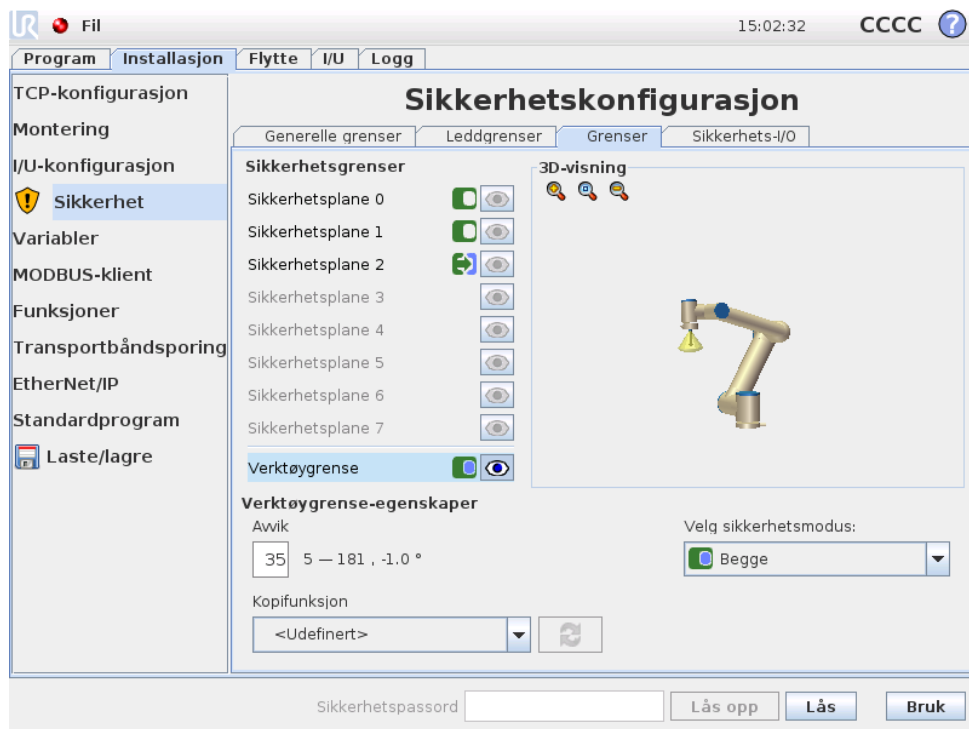 UR Fil 15:02:32 CCCC ?
Program Installasjon Flytte I/U Logg
TCP-konfigurasjon
Montering
I/U-konfigurasjon
Sikkerhet
Variabler
MODBUS-klient
Funksjoner
Transportbåndsporing
EtherNet/IP
Standardprogram
Laste/lagre
Sikkerhetskonfigurasjon
Generelle grenser Leddgrenser Grenser Sikkerhets-I/O
Sikkerhetsgrenser
Sikkerhetsplane 0
Sikkerhetsplane 1
Sikkerhetsplane 2
Sikkerhetsplane 3
Sikkerhetsplane 4
Sikkerhetsplane 5
Sikkerhetsplane 6
Sikkerhetsplane 7
Verktøygrense
3D-visning
Verktøygrense-egenskaper
Avvik
35 5 — 181 , -1.0 °
Velg sikkerhetsmodus:
Begge
Kopifunksjon
<Udefinert>
Sikkerhetspassord Lås opp Lås Bruk